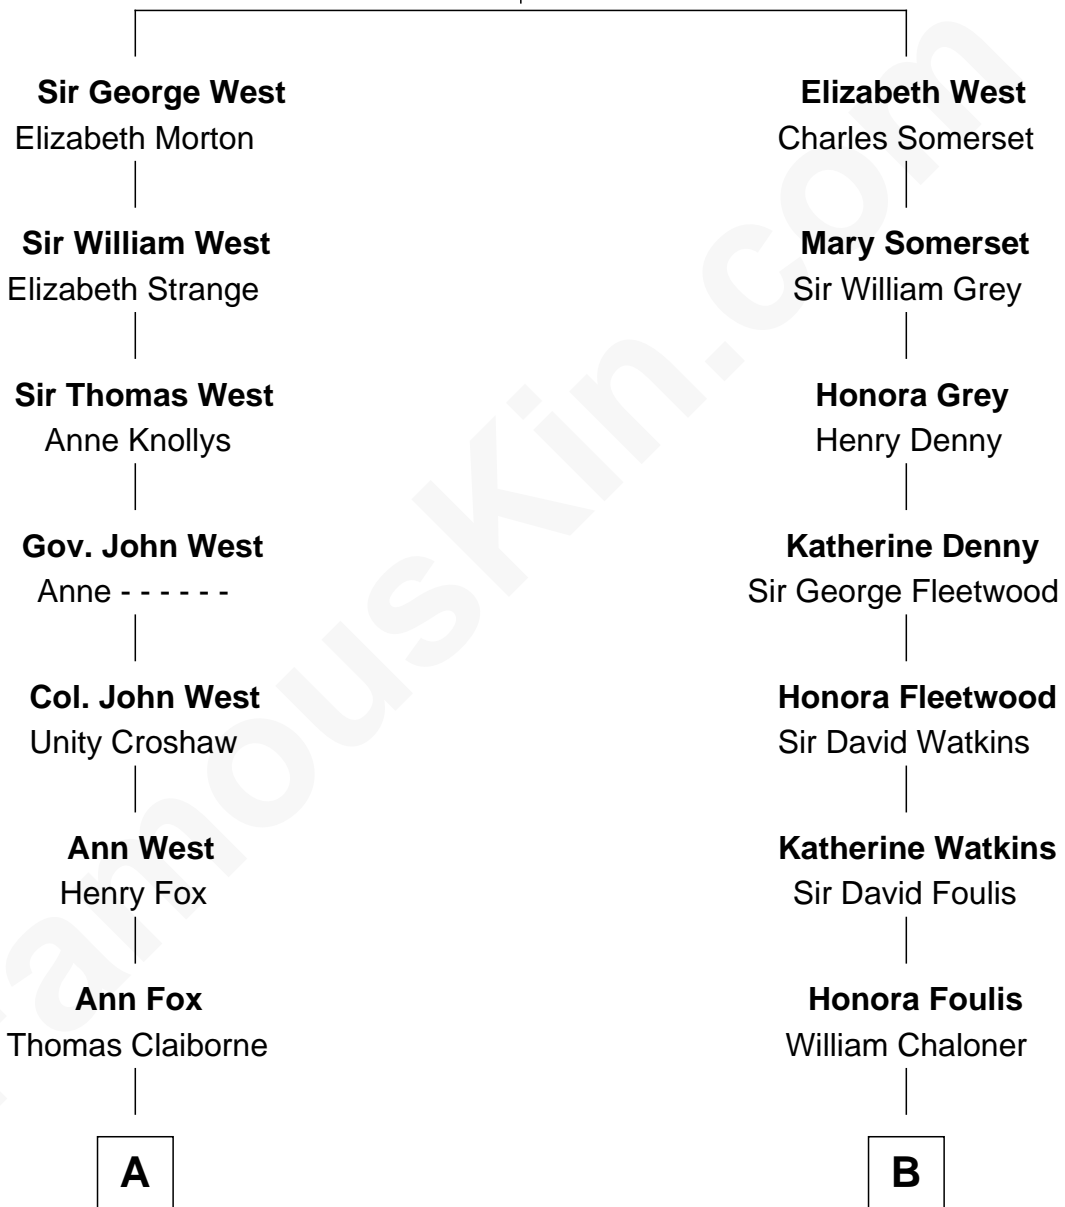 Sir George West
Elizabeth Morton
Sir William West
Elizabeth Strange
Sir Thomas West
Anne Knollys
Gov. John West
Anne - - - - - -
Col. John West
Unity Croshaw
Ann West
Henry Fox
Ann Fox
Thomas Claiborne
A
Elizabeth West
Charles Somerset
Mary Somerset
Sir William Grey
Honora Grey
Henry Denny
Katherine Denny
Sir George Fleetwood
Honora Fleetwood
Sir David Watkins
Katherine Watkins
Sir David Foulis
Honora Foulis
William Chaloner
B
FamousKin.com